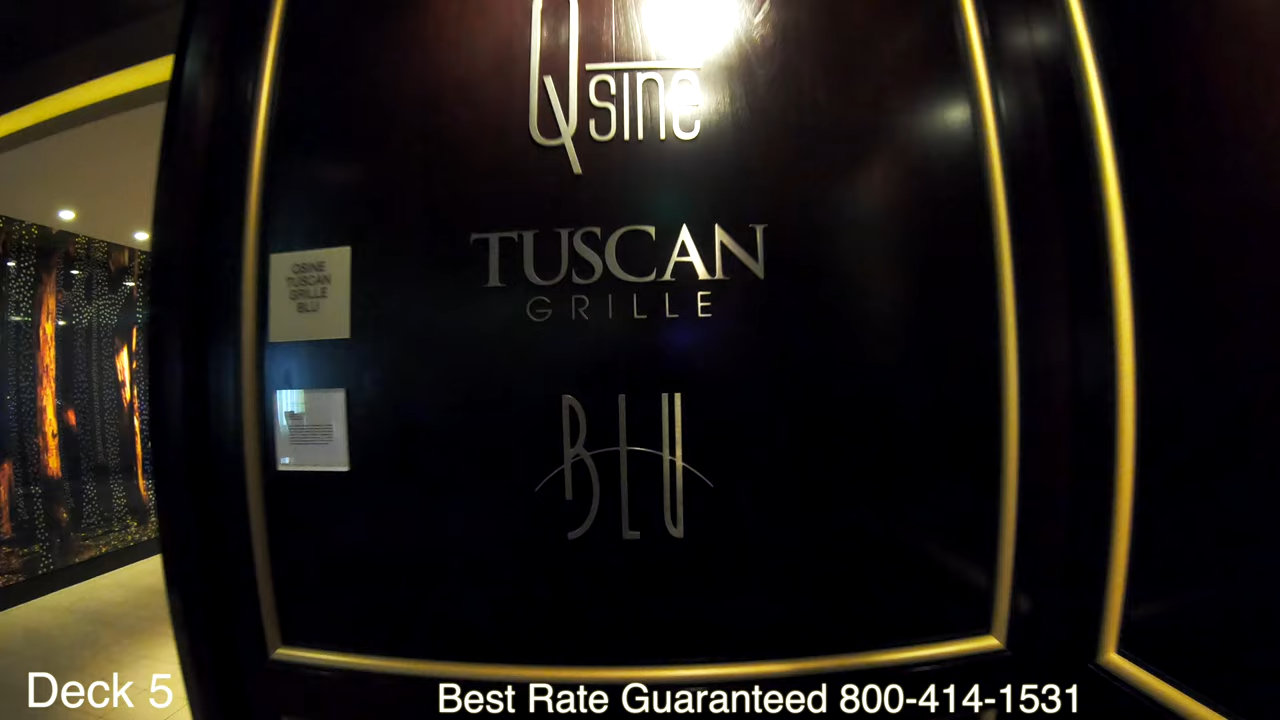 Qsine
TUSCAN
GRILLE
QSINE
TUSCAN
GRILLE
BLU
BLU
Deck 5
Best Rate Guaranteed 800-414-1531